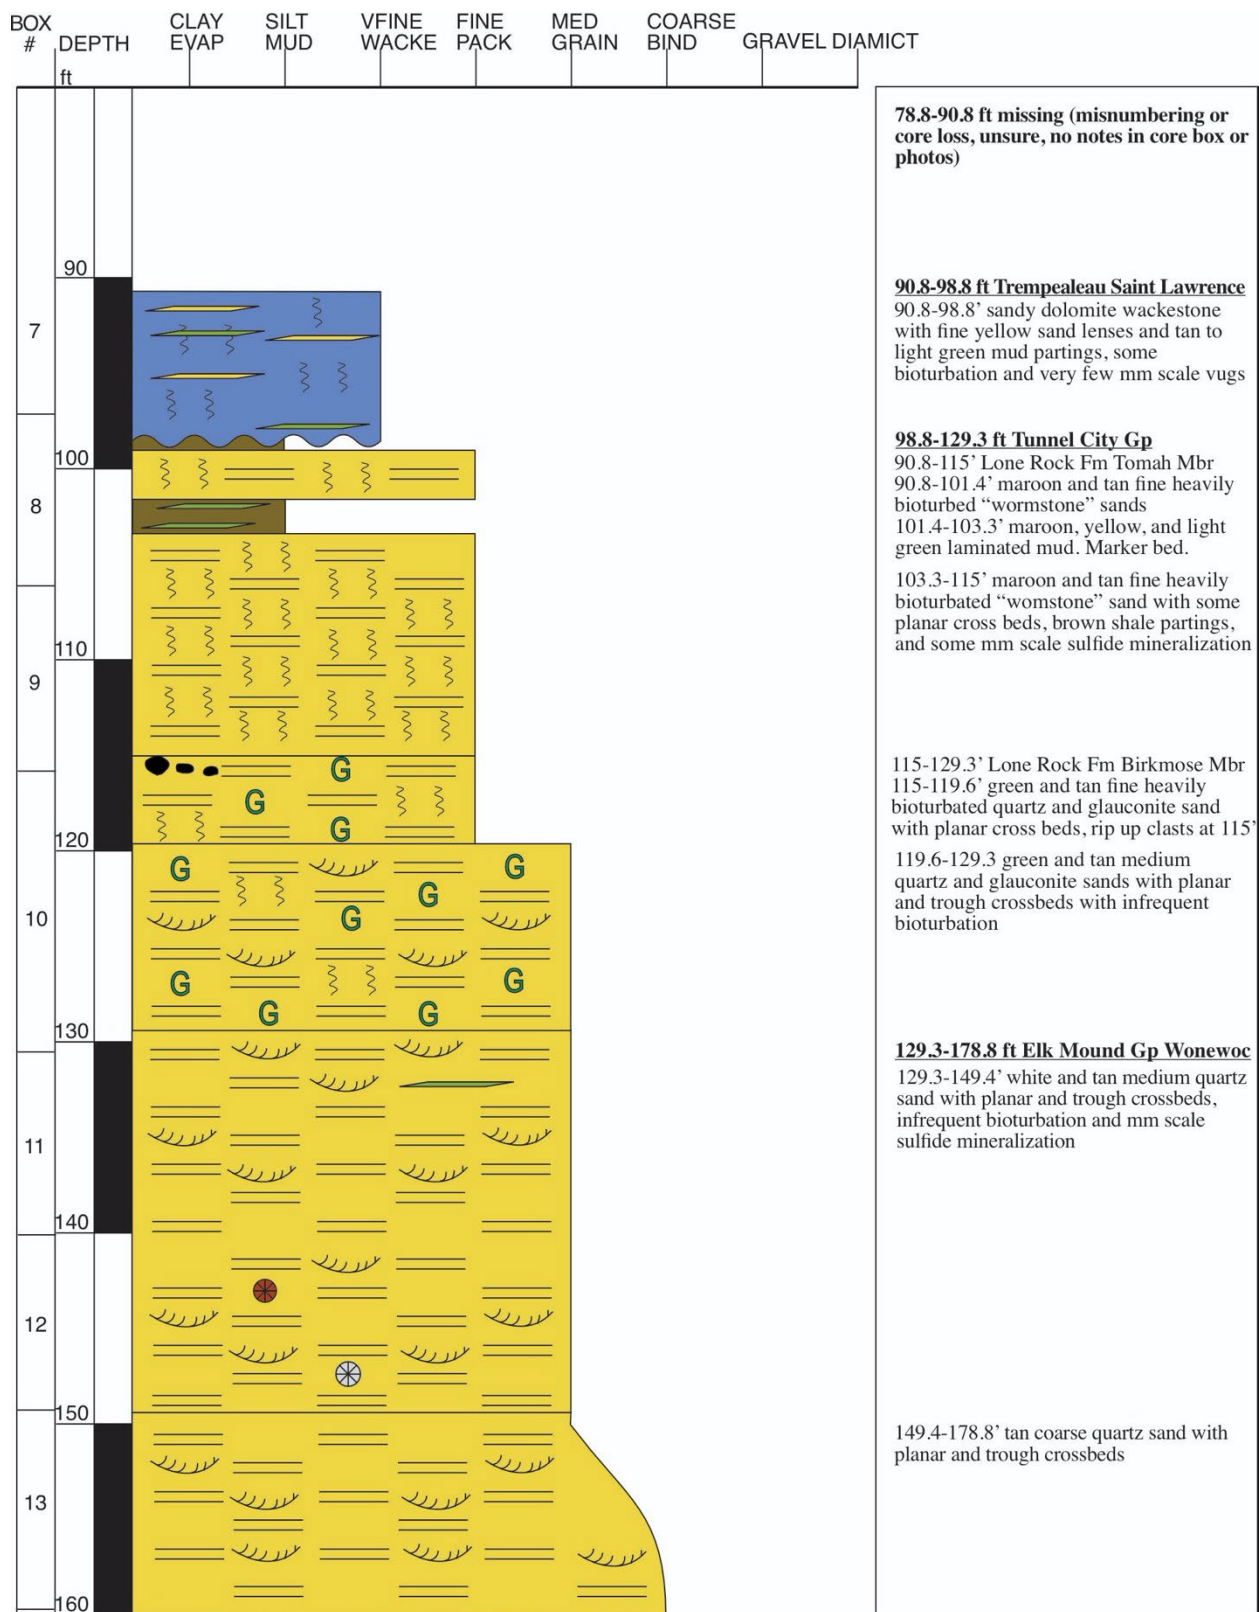 BOX # DEPTH CLAY EVAP SILT MUD VFINE WACKE FINE PACK MED GRAIN COARSE BIND GRAVEL DIAMICT
ft
78.8-90.8 ft missing (misnumbering or
core loss, unsure, no notes in core box or
photos)
90
7
90.8-98.8 ft Trempealeau Saint Lawrence
90.8-98.8’ sandy dolomite wackestone
with fine yellow sand lenses and tan to
light green mud partings, some
bioturbation and very few mm scale vugs
98.8-129.3 ft Tunnel City Gp
90.8-115’ Lone Rock Fm Tomah Mbr
90.8-101.4’ maroon and tan fine heavily
bioturbed “wormstone” sands
101.4-103.3’ maroon, yellow, and light
green laminated mud. Marker bed.
100
8
103.3-115’ maroon and tan fine heavily
bioturbated “womstone” sand with some
planar cross beds, brown shale partings,
and some mm scale sulfide mineralization
110
9
115-129.3’ Lone Rock Fm Birkmose Mbr
115-119.6’ green and tan fine heavily
bioturbated quartz and glauconite sand
with planar cross beds, rip up clasts at 115’
G
G
G
120
119.6-129.3 green and tan medium
quartz and glauconite sands with planar
and trough crossbeds with infrequent
bioturbation
10
G G
G
G
G G
G G
130
129.3-178.8 ft Elk Mound Gp Wonewoc
129.3-149.4’ white and tan medium quartz
sand with planar and trough crossbeds,
infrequent bioturbation and mm scale
sulfide mineralization
11
140
12
150
149.4-178.8’ tan coarse quartz sand with
planar and trough crossbeds
13
160